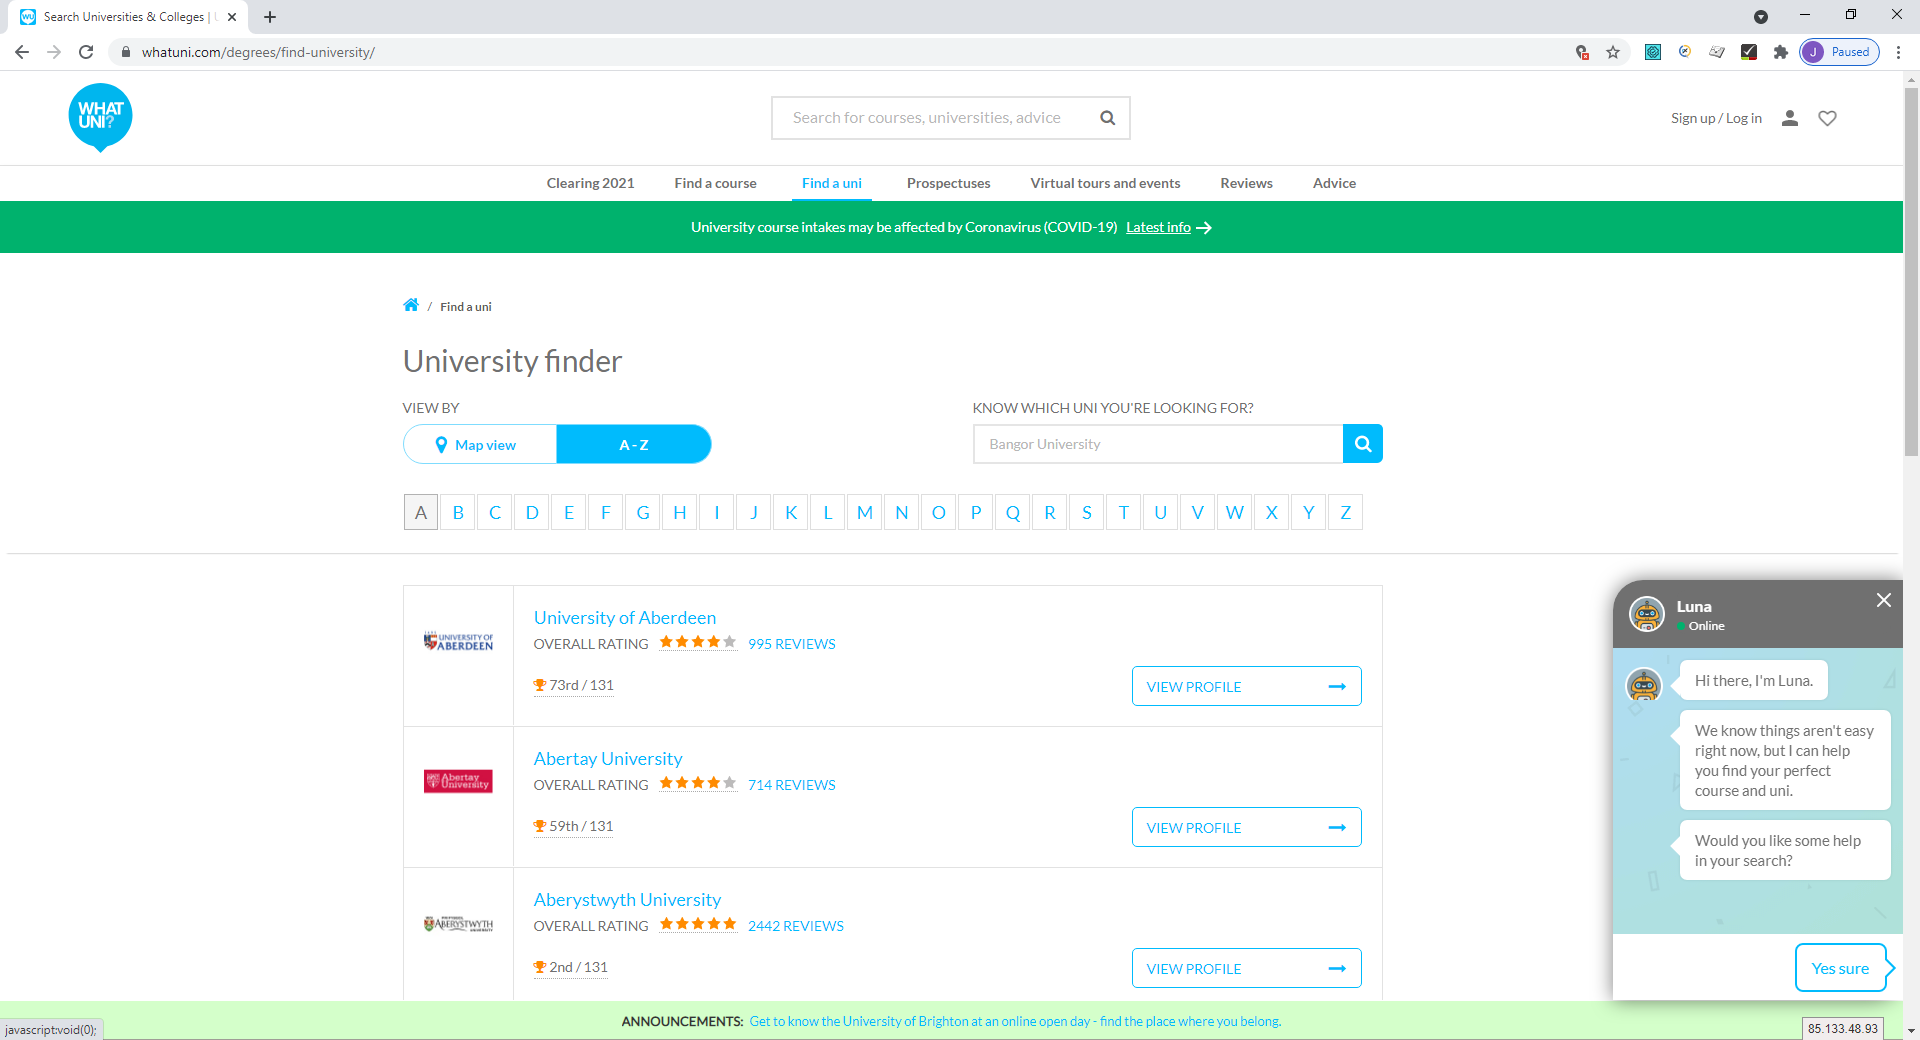 Search Universities & Colleges | U
whatuni.com/degrees/find-university/
J Paused
WHAT
UNI?
Search for courses, universities, advice
Sign up / Log in
Clearing 2021 Find a course Find a uni Prospectuses Virtual tours and events Reviews Advice
University course intakes may be affected by Coronavirus (COVID-19) Latest info
/ Find a uni
University finder
VIEW BY
KNOW WHICH UNI YOU'RE LOOKING FOR?
Map view A - Z
Bangor University
A B C D E F G H I J K L M N O P Q R S T U V W X Y Z
UNIVERSITY OF
ABERDEEN
University of Aberdeen
OVERALL RATING 995 REVIEWS
73rd / 131
VIEW PROFILE
Abertay
University
Abertay University
OVERALL RATING 714 REVIEWS
59th / 131
VIEW PROFILE
ABERYSTWYTH
UNIVERSITY
Aberystwyth University
OVERALL RATING 2442 REVIEWS
2nd / 131
VIEW PROFILE
Luna
Online
Hi there, I'm Luna.
We know things aren't easy
right now, but I can help
you find your perfect
course and uni.
Would you like some help
in your search?
Yes sure
ANNOUNCEMENTS: Get to know the University of Brighton at an online open day - find the place where you belong.
javascript:void(0);
85.133.48.93